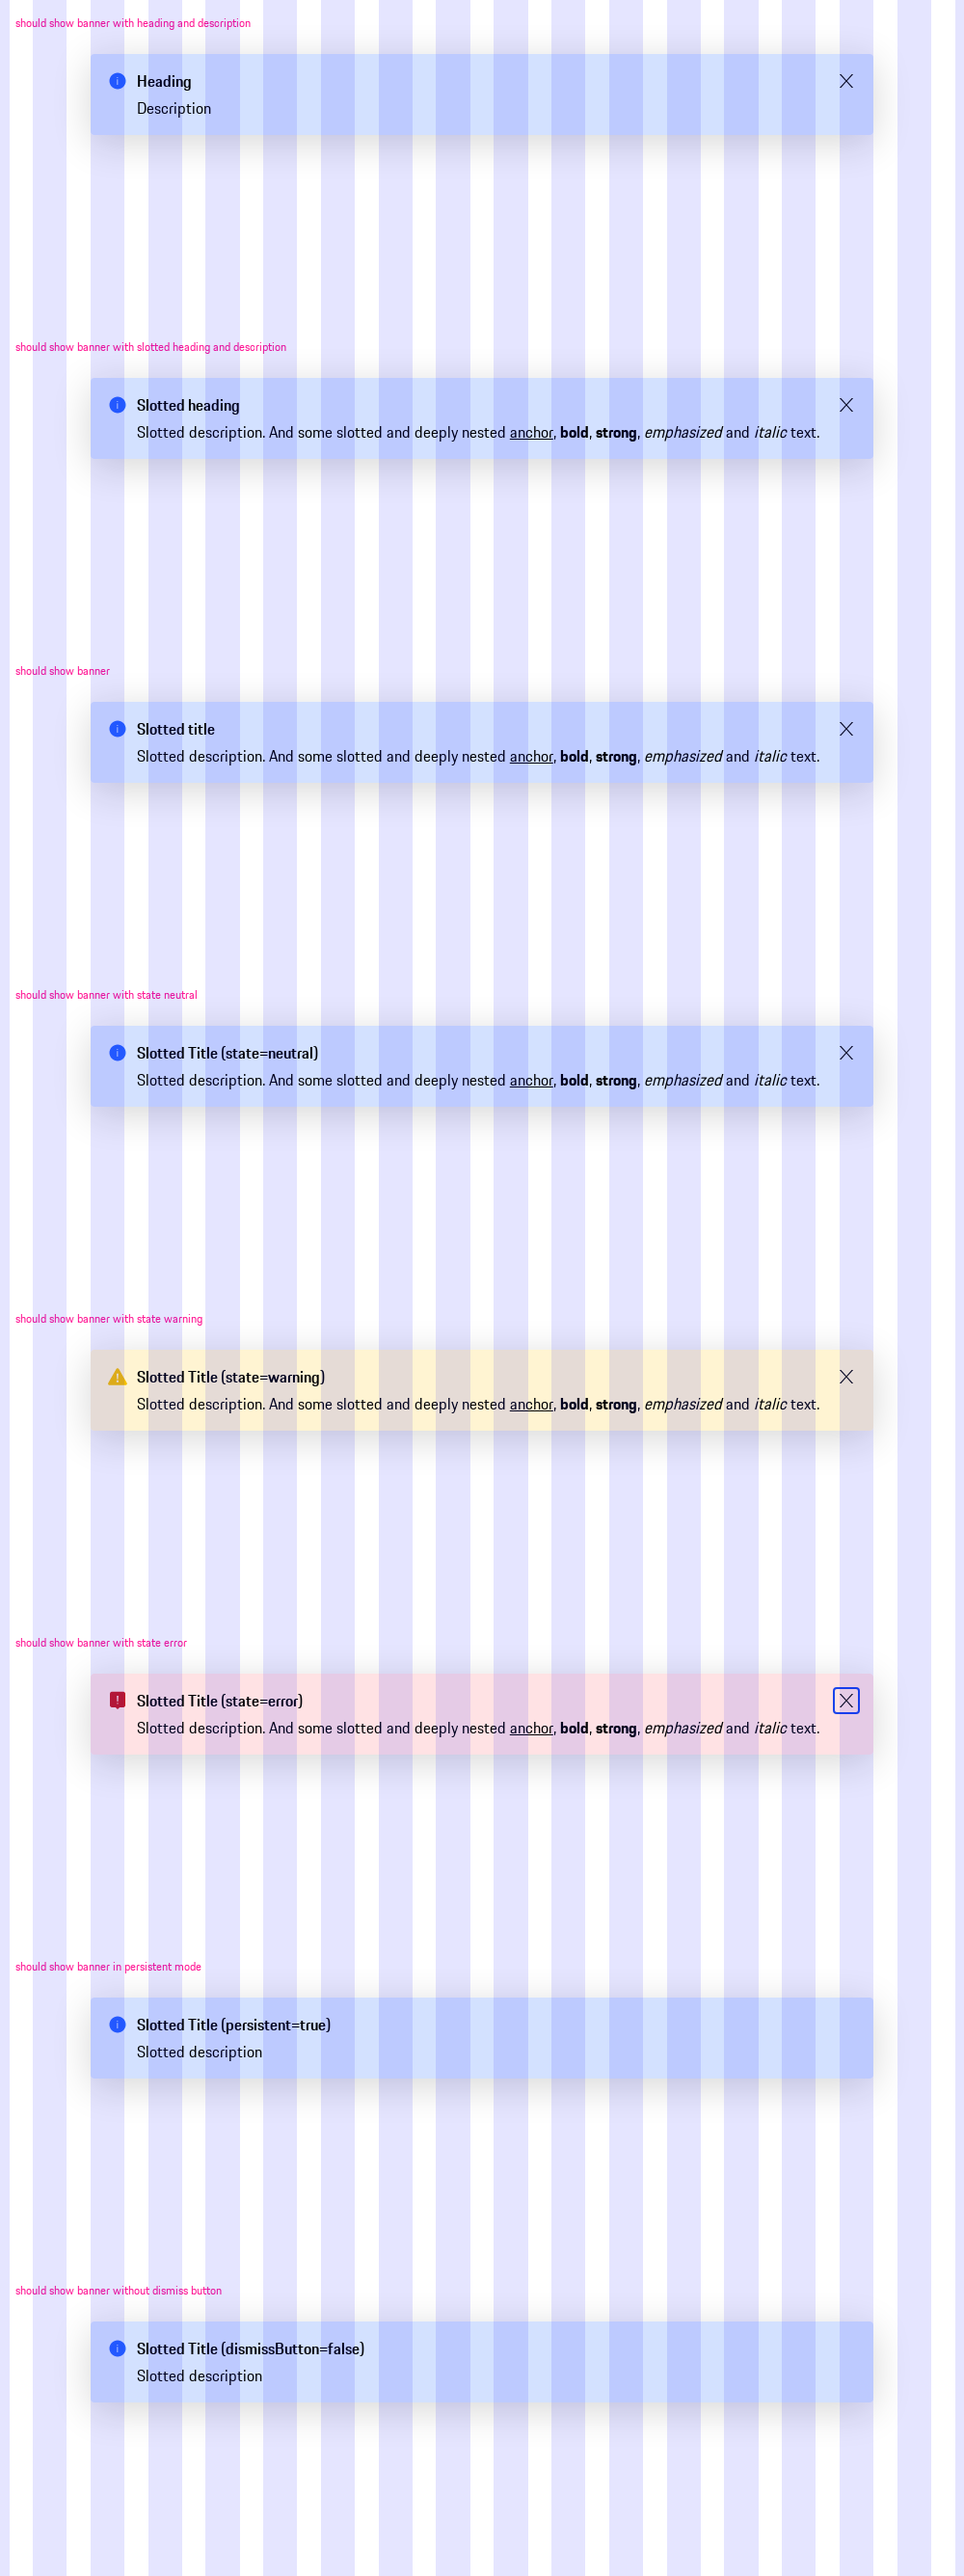 should show banner with heading and description
Heading
Description
should show banner with slotted heading and description
Slotted heading
Slotted description. And some slotted and deeply nested anchor, bold, strong, emphasized and italic text.
should show banner
Slotted title
Slotted description. And some slotted and deeply nested anchor, bold, strong, emphasized and italic text.
should show banner with state neutral
Slotted Title (state=neutral)
Slotted description. And some slotted and deeply nested anchor, bold, strong, emphasized and italic text.
should show banner with state warning
Slotted Title (state=warning)
Slotted description. And some slotted and deeply nested anchor, bold, strong, emphasized and italic text.
should show banner with state error
Slotted Title (state=error)
Slotted description. And some slotted and deeply nested anchor, bold, strong, emphasized and italic text.
should show banner in persistent mode
Slotted Title (persistent=true)
Slotted description
should show banner without dismiss button
Slotted Title (dismissButton=false)
Slotted description